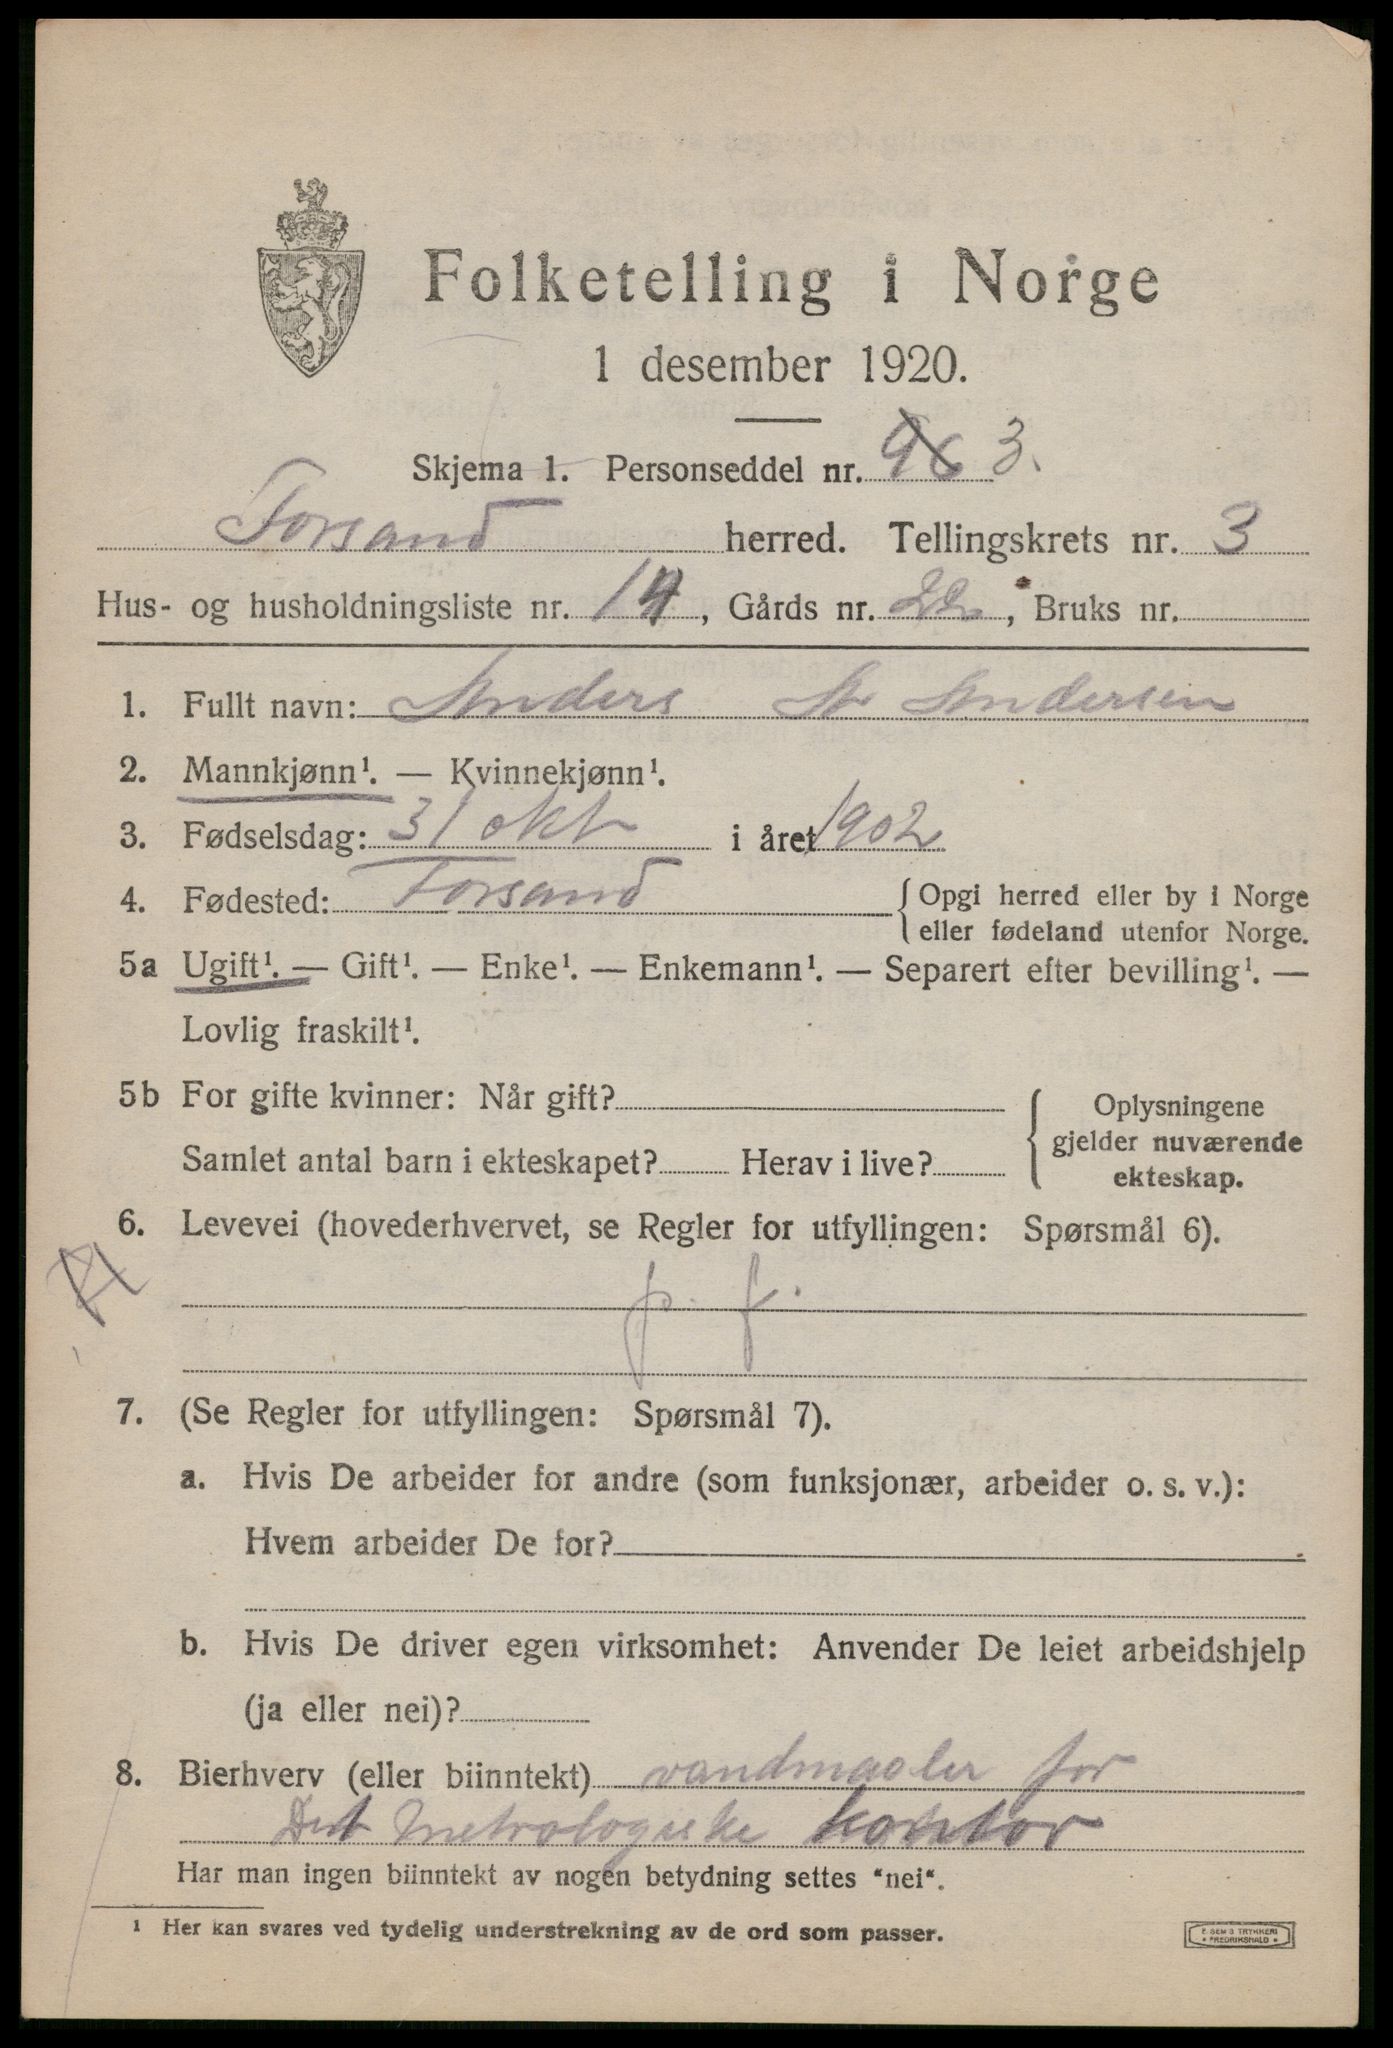 Folketelling i Norge
1 desember 1920.
Skjema 1. Personseddel nr. 3.
Forsand herred. Tellingskrets nr. 3
Hus- og husholdningsliste nr. 14, Gårds nr. 22, Bruks nr.
1. Fullt navn: Anders A Andersen
2. Mannkjønn¹. — Kvinnekjønn¹.
3. Fødselsdag: 31 okt i året 1902
4. Fødested: Forsand { Opgi herred eller by i Norge
eller fødeland utenfor Norge.
5a Ugift¹. — Gift¹. — Enke¹. — Enkemann¹. — Separert efter bevilling¹. —
Lovlig fraskilt¹.
5b For gifte kvinner: Når gift? { Oplysningene
gjelder nuværende
Samlet antal barn i ekteskapet? Herav i live?
ekteskap.
6. Levevei (hovederhvervet, se Regler for utfyllingen: Spørsmål 6).
p. f.
7. (Se Regler for utfyllingen: Spørsmål 7).
a. Hvis De arbeider for andre (som funksjonær, arbeider o. s. v.):
Hvem arbeider De for?
b. Hvis De driver egen virksomhet: Anvender De leiet arbeidshjelp
(ja eller nei)?
8. Bierhverv (eller biinntekt) vandmaaler for
Det Metrologiske kontor
Har man ingen biinntekt av nogen betydning settes "nei".
¹ Her kan svares ved tydelig understrekning av de ord som passer.
E. SEM'S TRYKKERI
• FREDRIKSHALD •